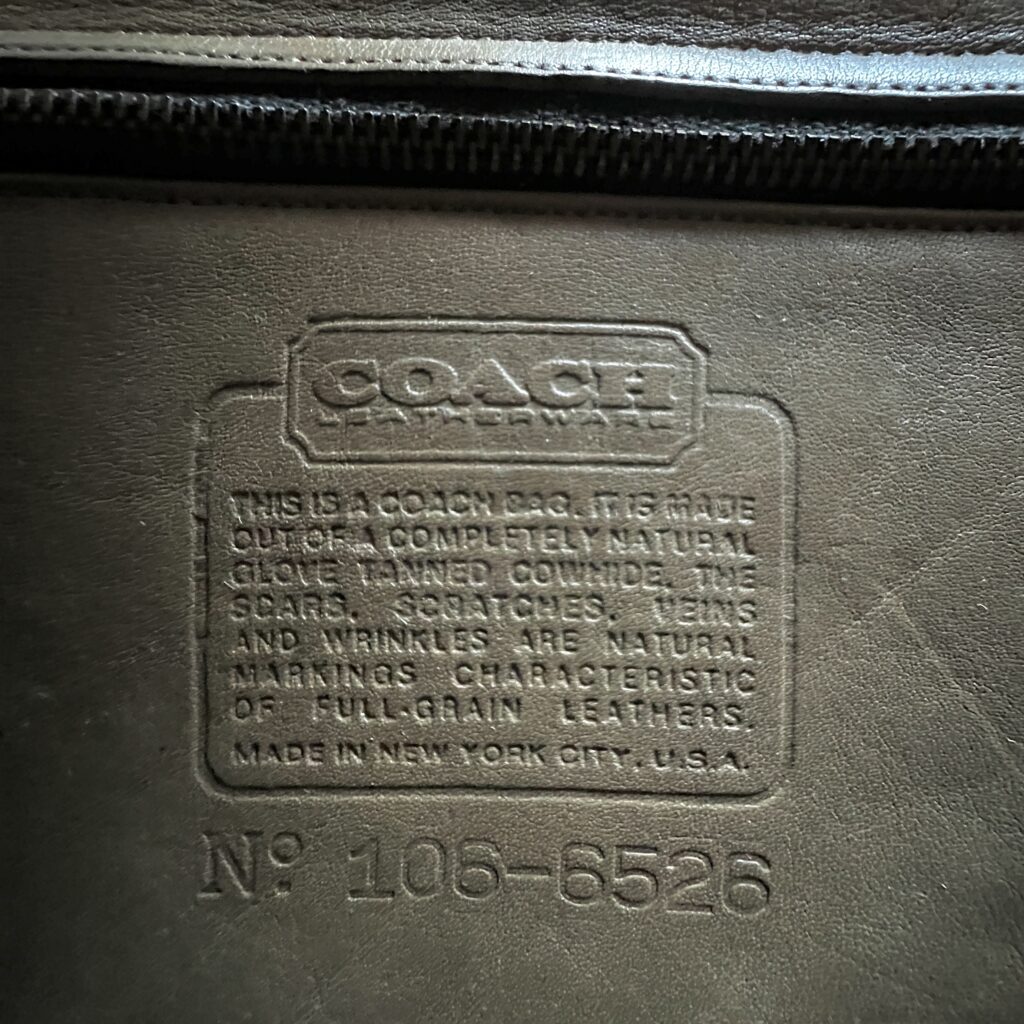 COACH
LEATHERWARE
THIS IS A COACH BAG. IT IS MADE
OUT OF A COMPLETELY NATURAL
GLOVE TANNED COWHIDE. THE
SCARS, SCRATCHES, VEINS
AND WRINKLES ARE NATURAL
MARKINGS CHARACTERISTIC
OF FULL-GRAIN LEATHERS.
MADE IN NEW YORK CITY, U.S.A.
Nº 106-6526